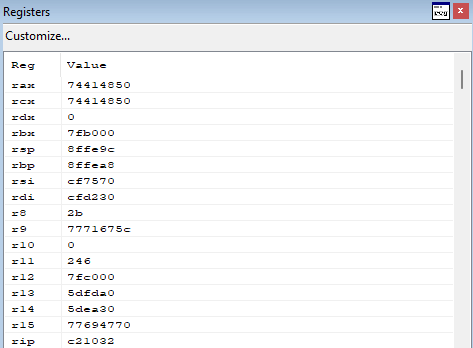 Registers
Customize...
Reg Value
rax 74414850
rcx 74414850
rdx 0
rbx 7fb000
rsp 8ffe9c
rbp 8ffea8
rsi cf7570
rdi cfd230
r8 2b
r9 7771675c
r10 0
r11 246
r12 7fc000
r13 5dfda0
r14 5dea30
r15 77694770
rip c21032